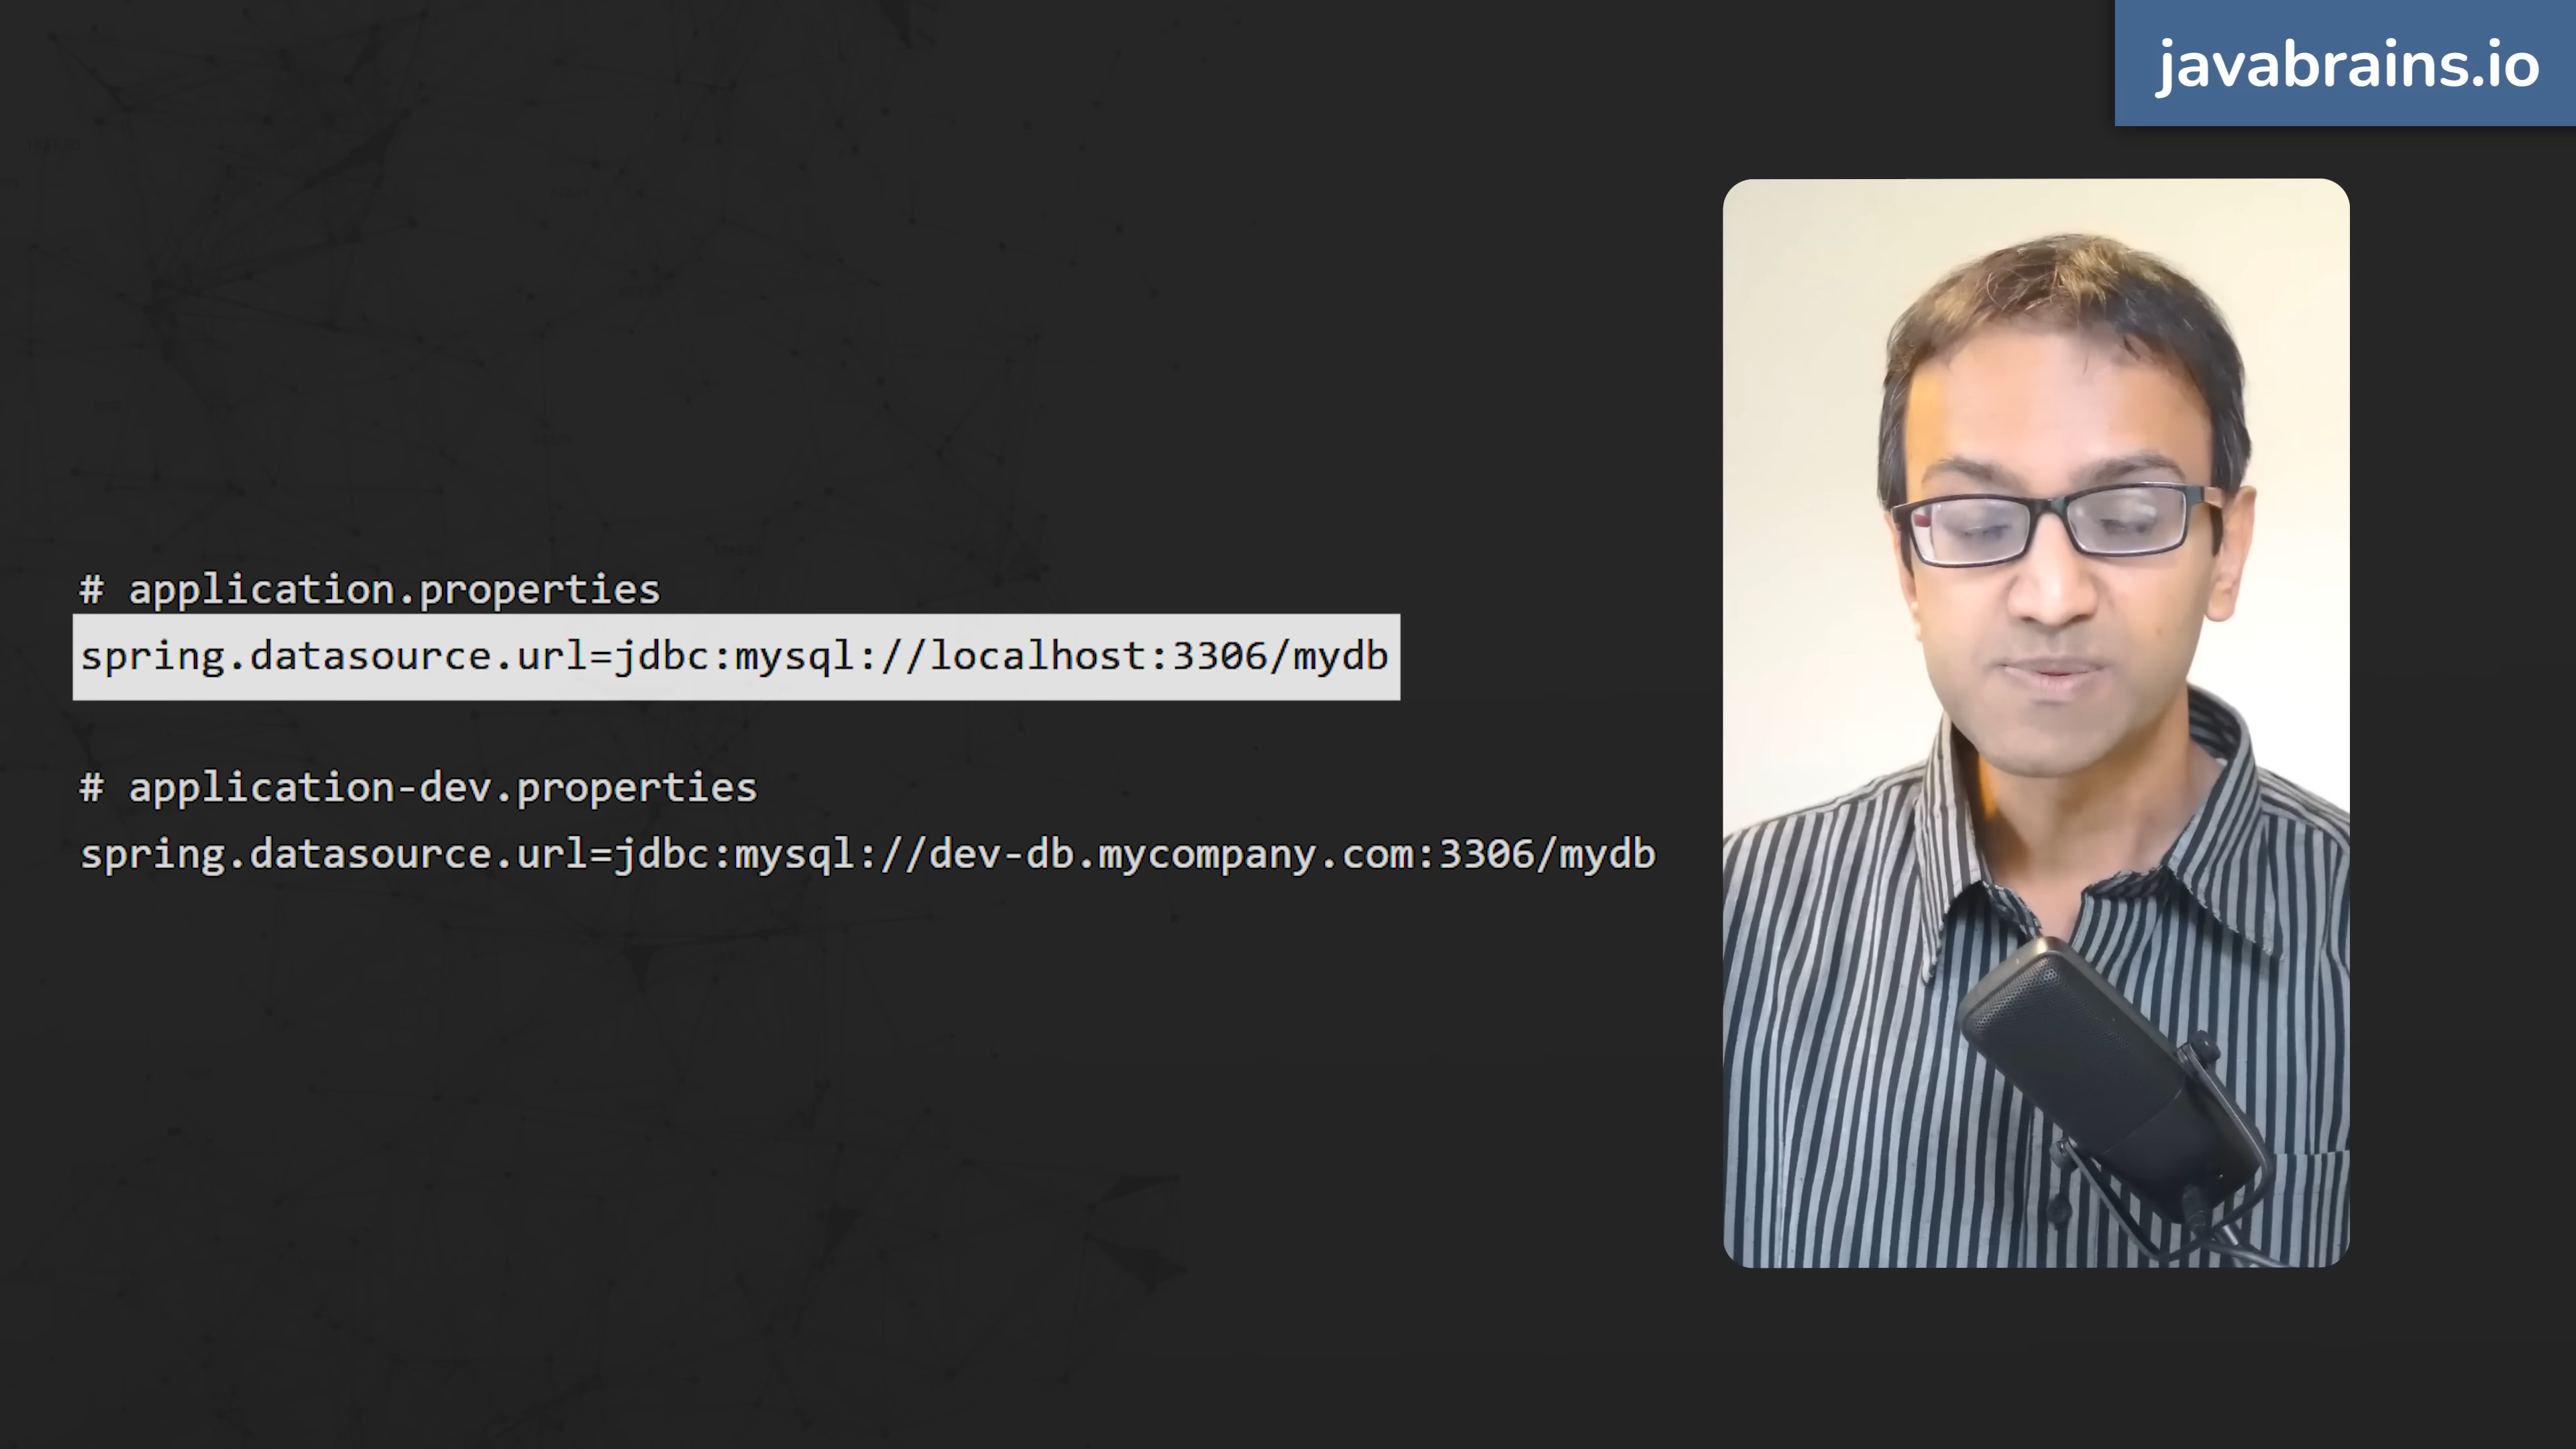 javabrains.io
# application.properties
spring.datasource.url=jdbc:mysql://localhost:3306/mydb
# application-dev.properties
spring.datasource.url=jdbc:mysql://dev-db.mycompany.com:3306/mydb